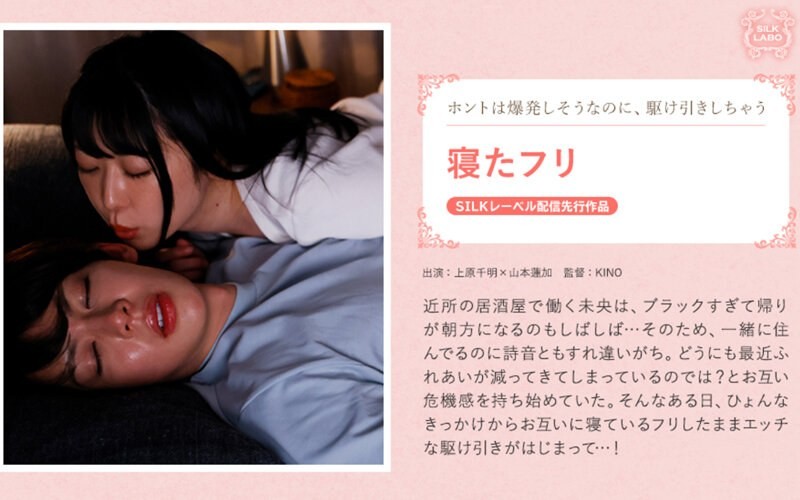 SILK
LABO
ホントは爆発しそうなのに、駆け引きしちゃう
寝たフリ
SILKレーベル配信先行作品
出演：上原千明×山本蓮加　監督：KINO
近所の居酒屋で働く未央は、ブラックすぎて帰り
が朝方になるのもしばしば…そのため、一緒に住
んでるのに詩音ともすれ違いがち。どうにも最近ふ
れあいが減ってきてしまっているのでは？とお互い
危機感を持ち始めていた。そんなある日、ひょんな
きっかけからお互いに寝ているフリしたままエッチ
な駆け引きがはじまって…！